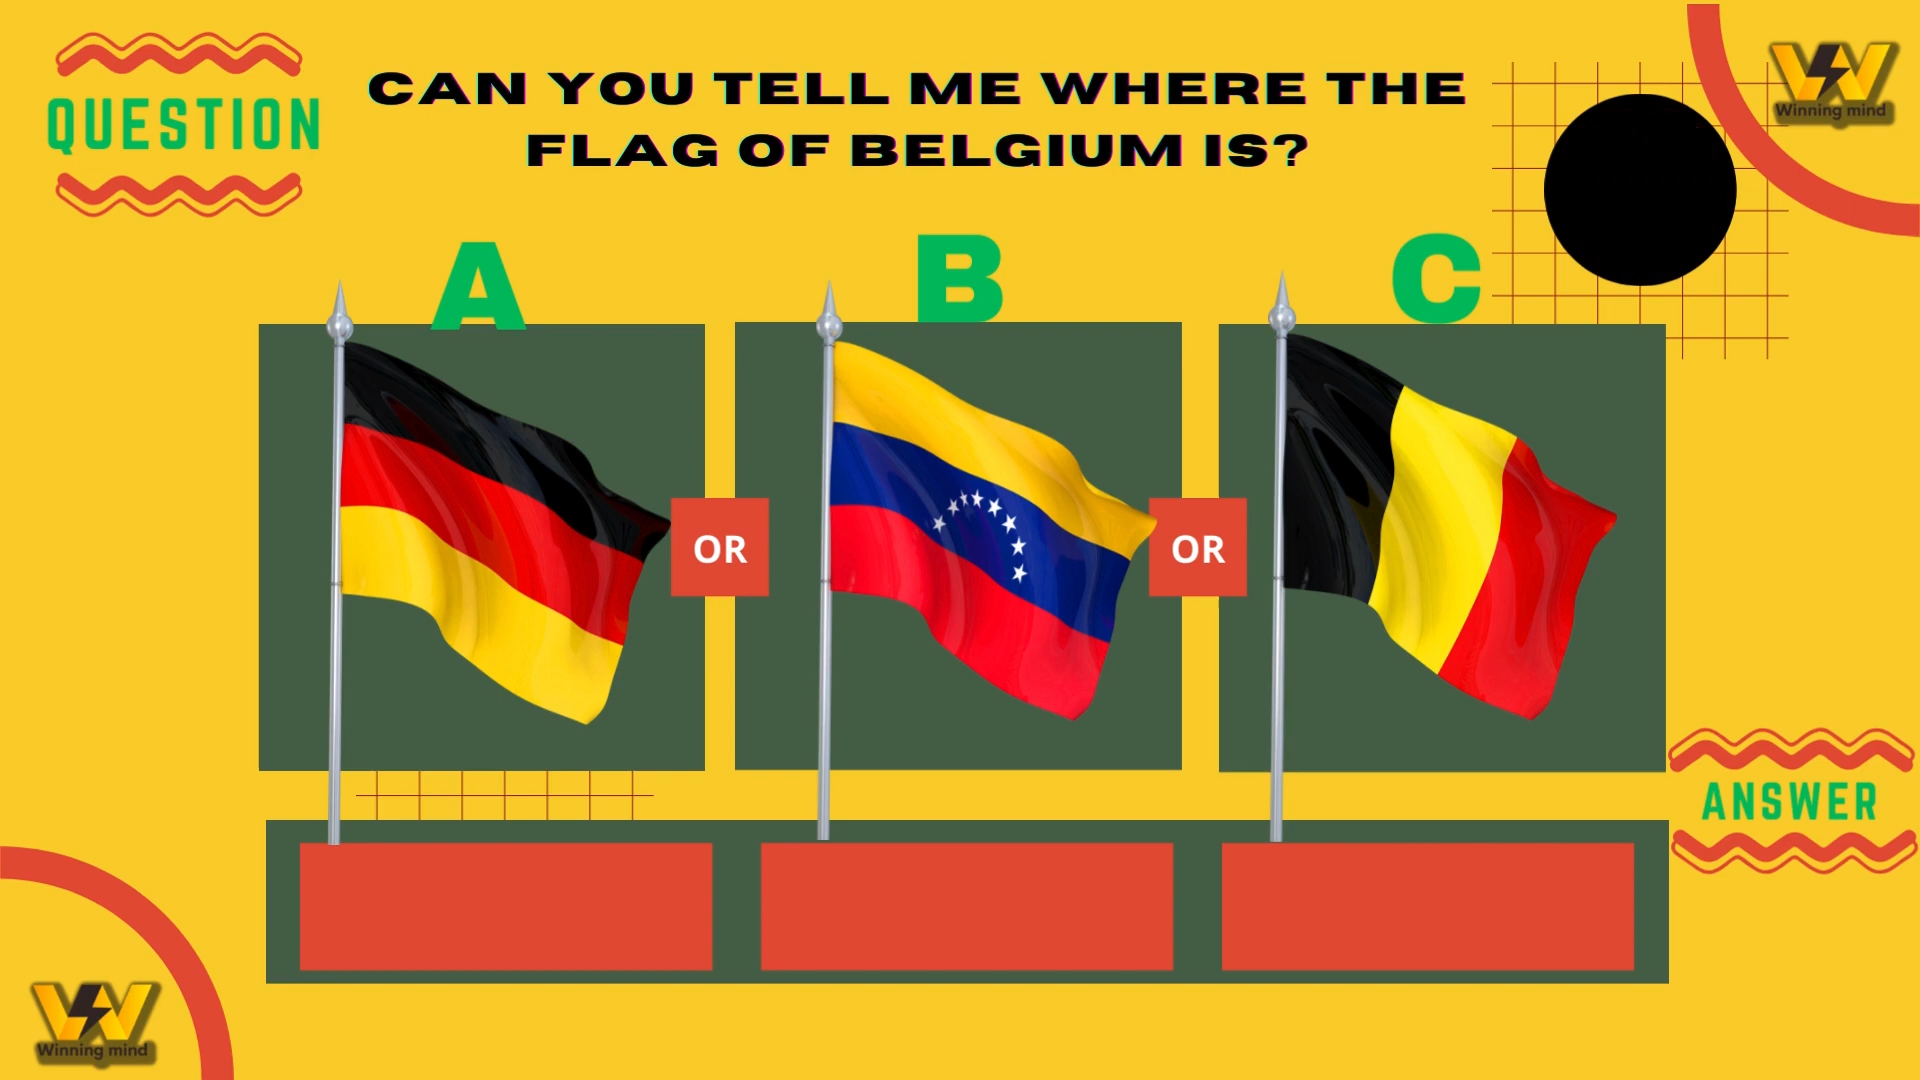 QUESTION
CAN YOU TELL ME WHERE THE
FLAG OF BELGIUM IS?
Winning mind
A
B
C
OR
OR
ANSWER
Winning mind